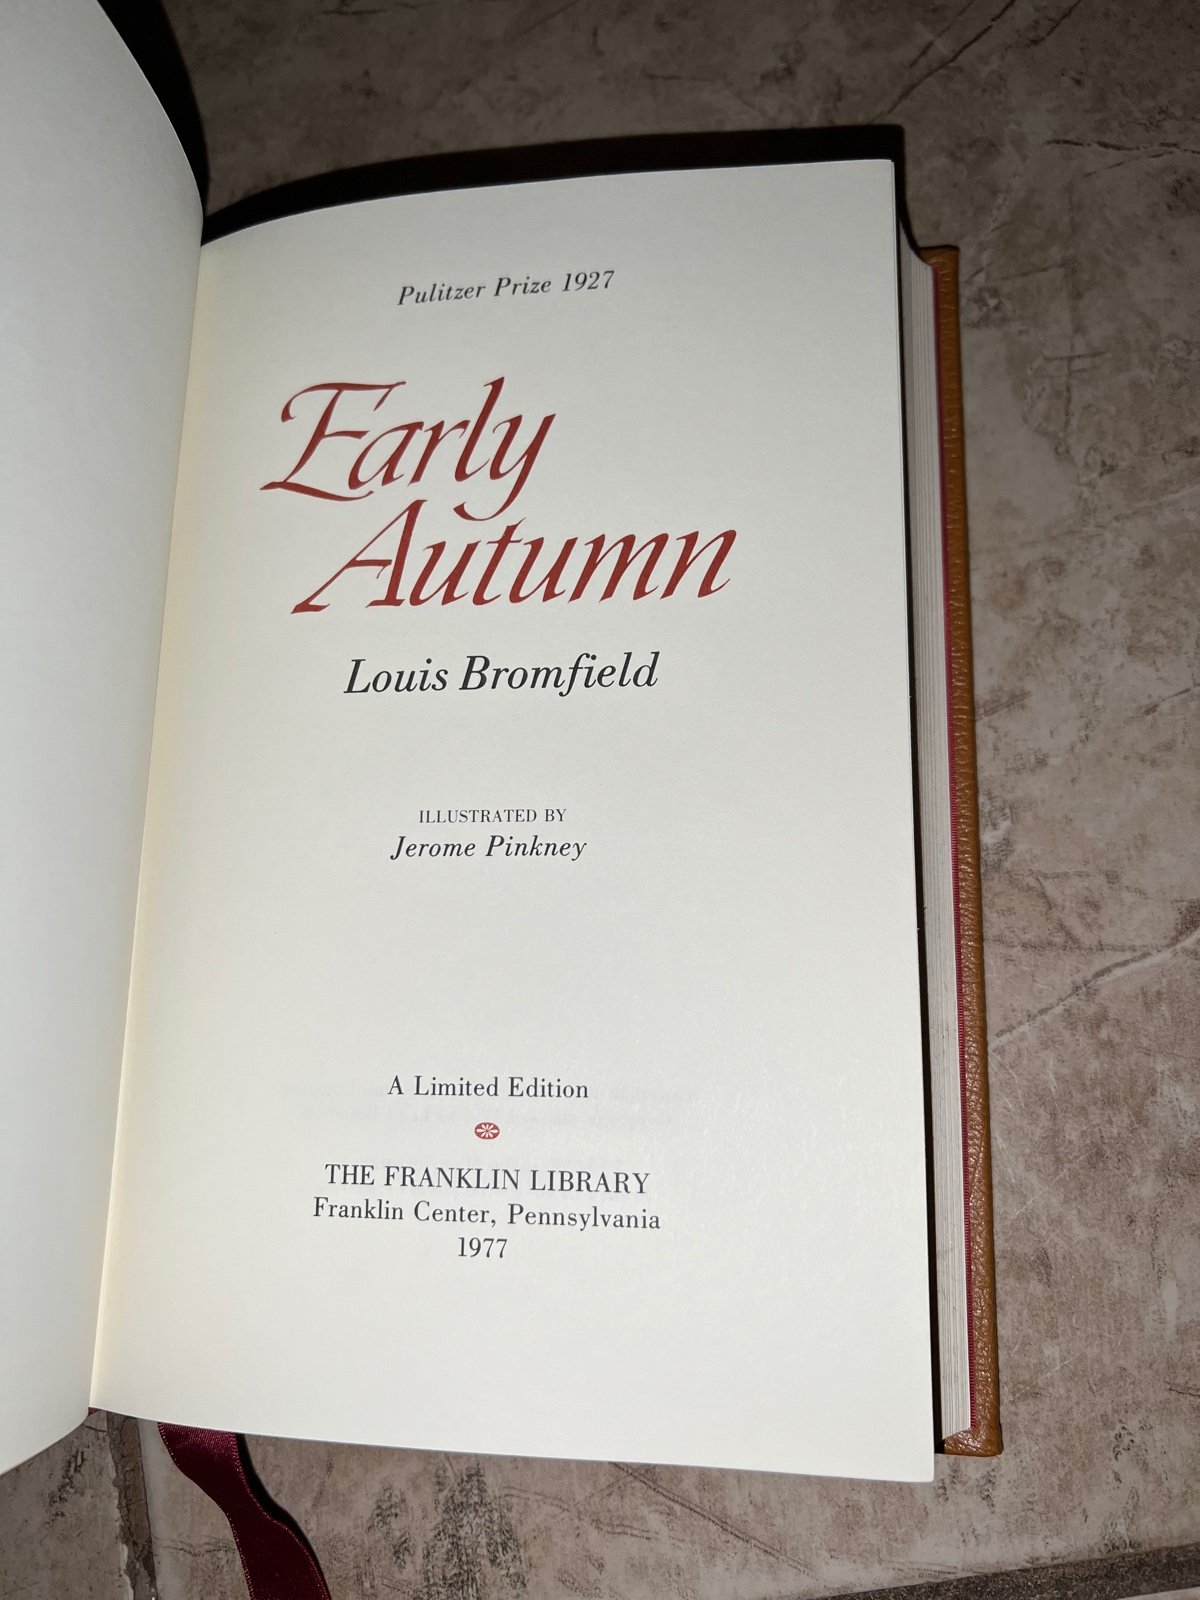 Pulitzer Prize 1927
Early
Autumn
Louis Bromfield
ILLUSTRATED BY
Jerome Pinkney
A Limited Edition
THE FRANKLIN LIBRARY
Franklin Center, Pennsylvania
1977